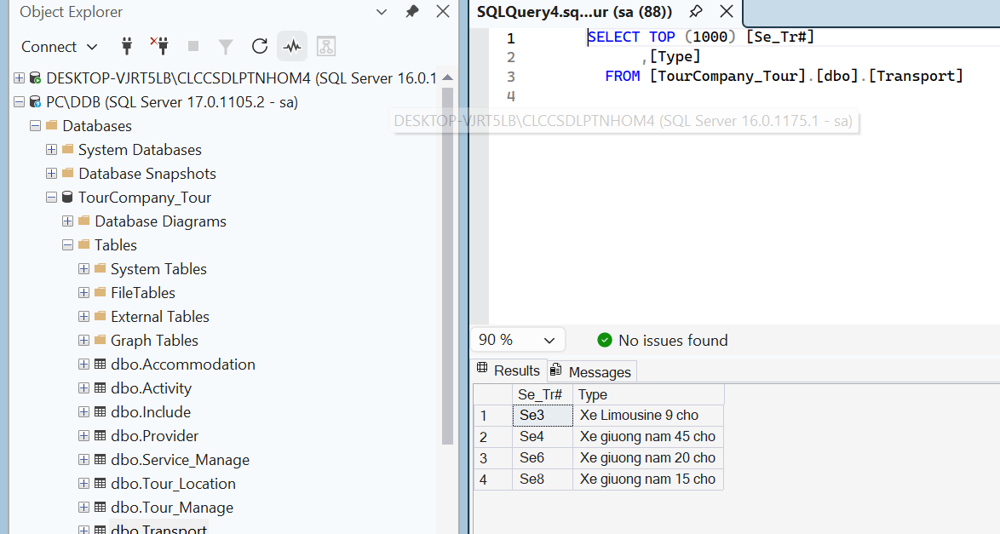 Object Explorer
Connect
DESKTOP-VJRT5LB\CLCCSDLPTNHOM4 (SQL Server 16.0.1
PC\DDB (SQL Server 17.0.1105.2 - sa)
Databases
System Databases
Database Snapshots
TourCompany_Tour
Database Diagrams
Tables
System Tables
FileTables
External Tables
Graph Tables
dbo.Accommodation
dbo.Activity
dbo.Include
dbo.Provider
dbo.Service_Manage
dbo.Tour_Location
dbo.Tour_Manage
dbo.Transport
SQLQuery4.sq...ur (sa (88))
1 SELECT TOP (1000) [Se_Tr#]
2 ,[Type]
3 FROM [TourCompany_Tour].[dbo].[Transport]
4
DESKTOP-VJRT5LB\CLCCSDLPTNHOM4 (SQL Server 16.0.1175.1 - sa)
90 % No issues found
Results Messages
Se_Tr# Type
1 Se3 Xe Limousine 9 cho
2 Se4 Xe giuong nam 45 cho
3 Se6 Xe giuong nam 20 cho
4 Se8 Xe giuong nam 15 cho